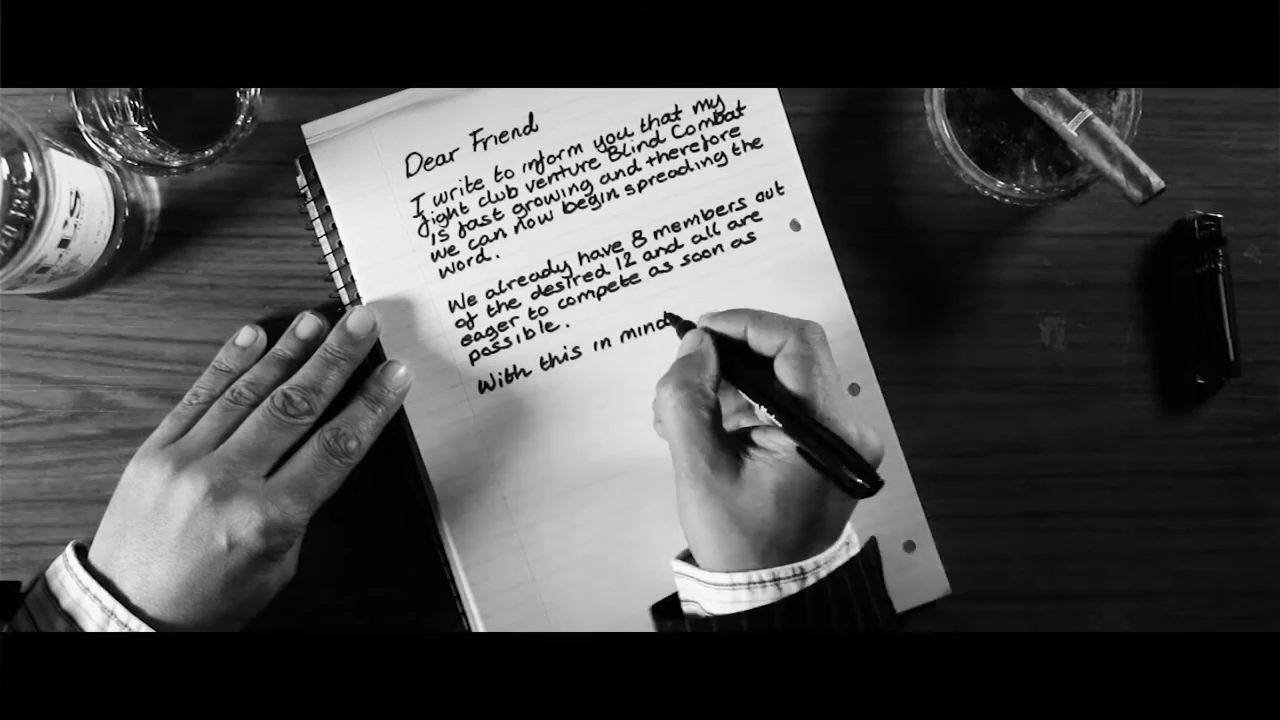 Dear Friend
I write to inform you that my
fight club venture Blind Combat
is fast growing and therefore
we can now begin spreading the
word.
We already have 8 members out
of the desired 12 and all are
eager to compete as soon as
possible.
With this in mind